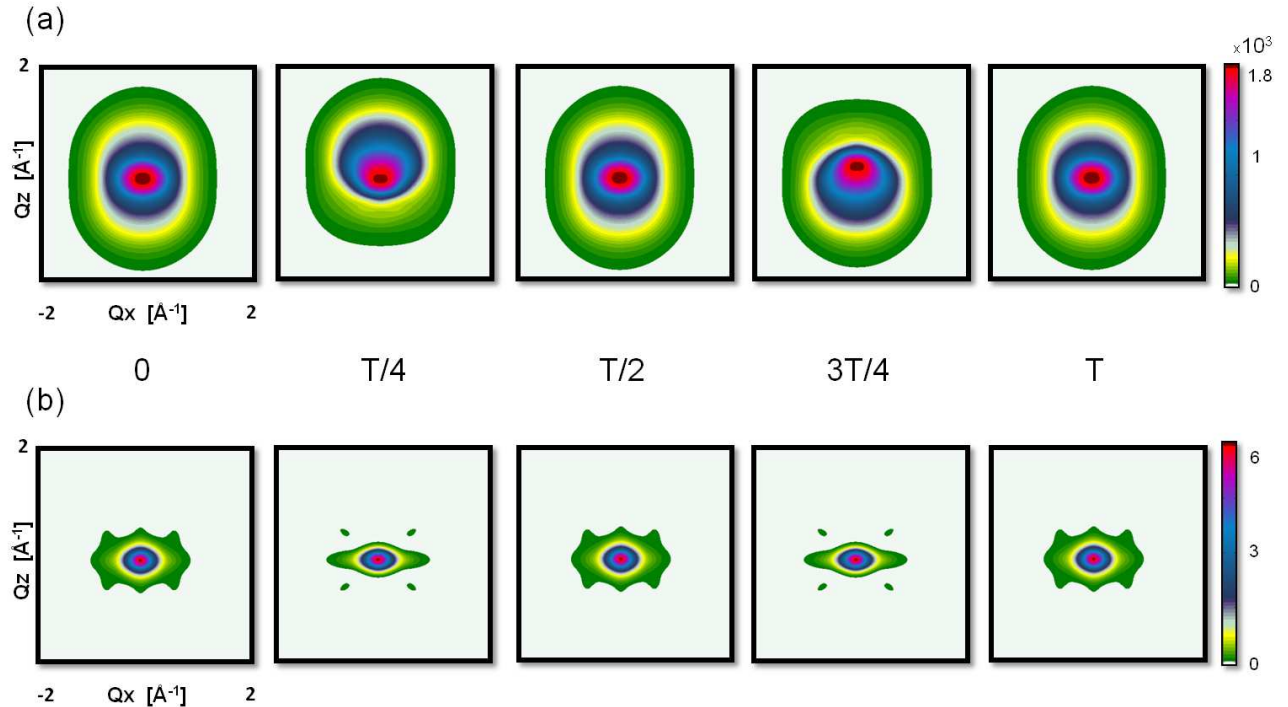 (a)
×10³
2
1.8
1
0
Qz [Å⁻¹]
-2 Qx [Å⁻¹] 2
0 T/4 T/2 3T/4 T
(b)
2
6
3
0
Qz [Å⁻¹]
-2 Qx [Å⁻¹] 2